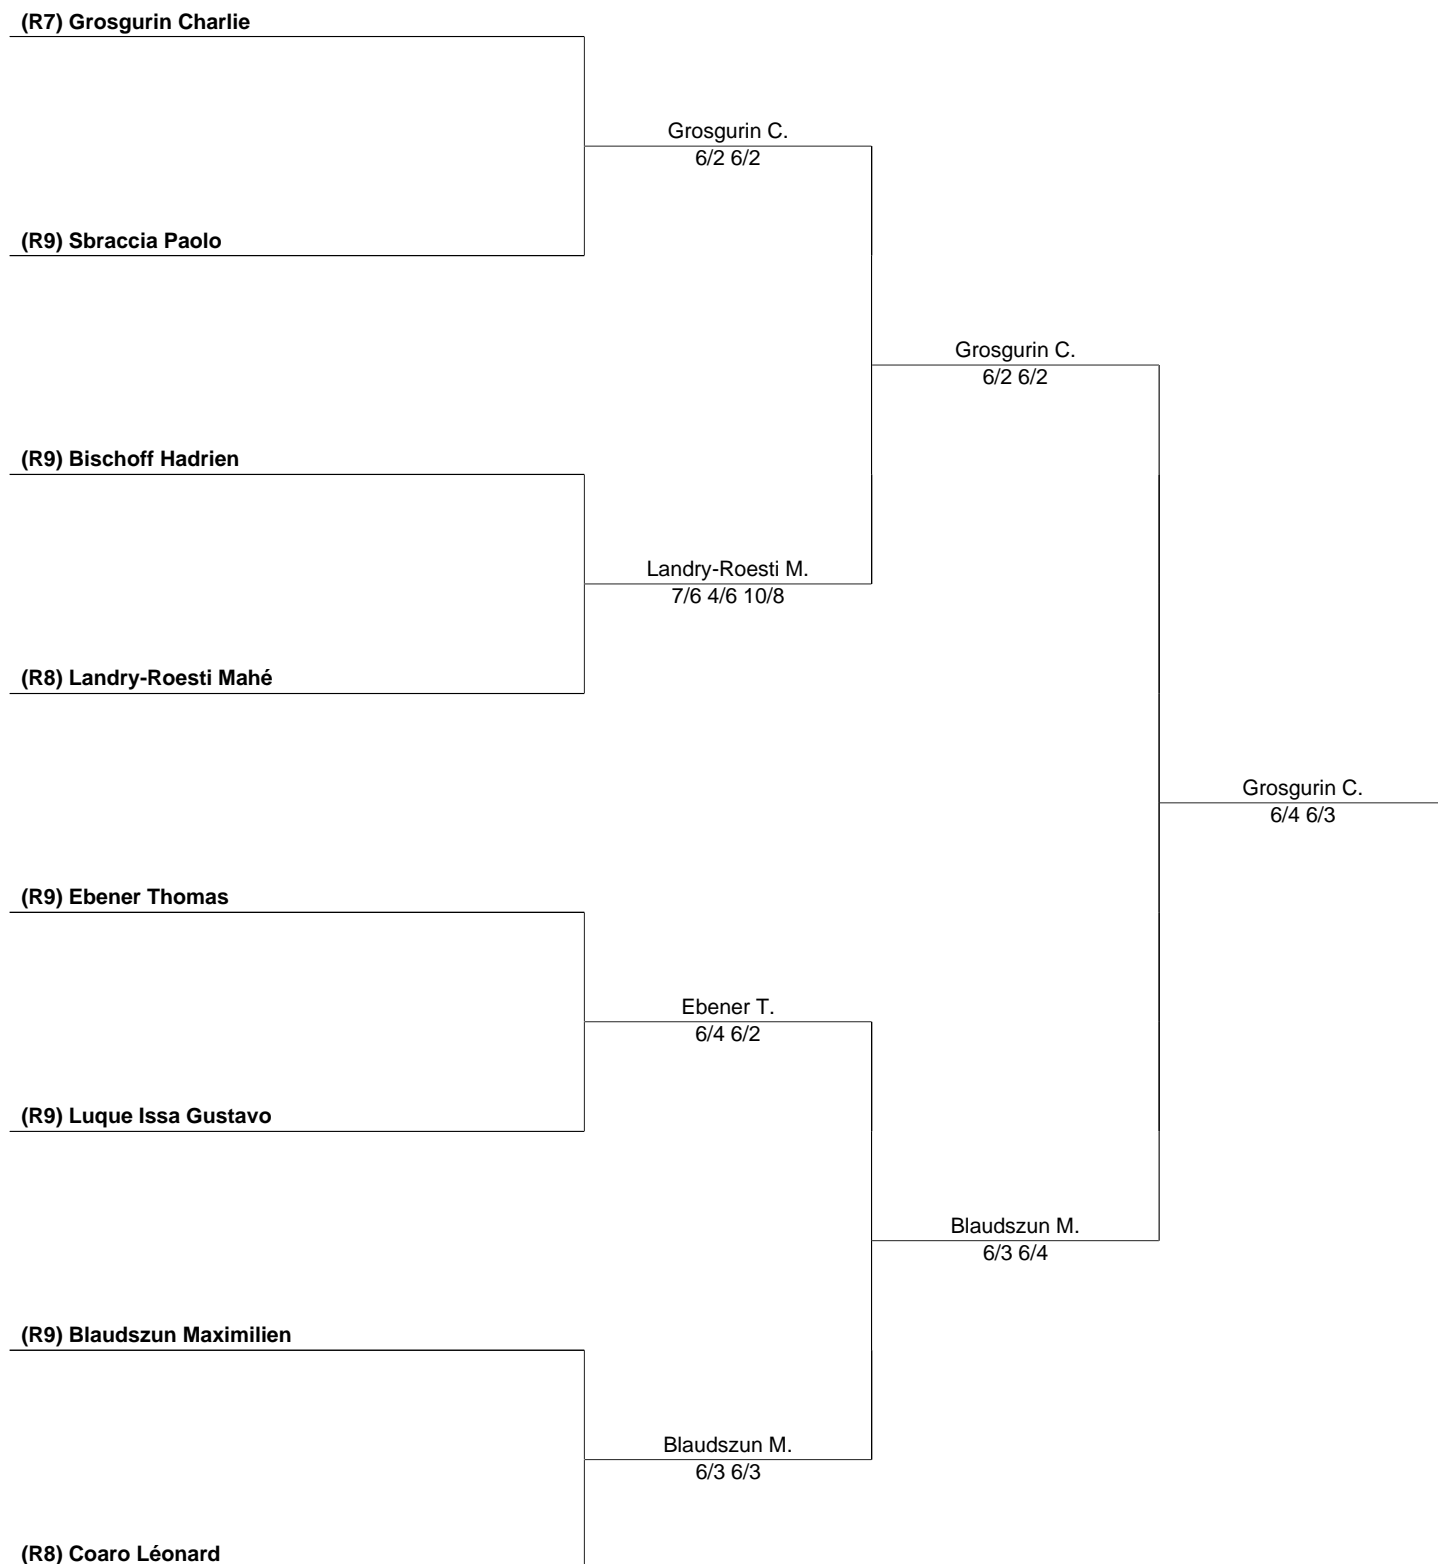 (R7) Grosgurin Charlie
Grosgurin C.
6/2 6/2
(R9) Sbraccia Paolo
Grosgurin C.
6/2 6/2
(R9) Bischoff Hadrien
Landry-Roesti M.
7/6 4/6 10/8
(R8) Landry-Roesti Mahé
Grosgurin C.
6/4 6/3
(R9) Ebener Thomas
Ebener T.
6/4 6/2
(R9) Luque Issa Gustavo
Blaudszun M.
6/3 6/4
(R9) Blaudszun Maximilien
Blaudszun M.
6/3 6/3
(R8) Coaro Léonard